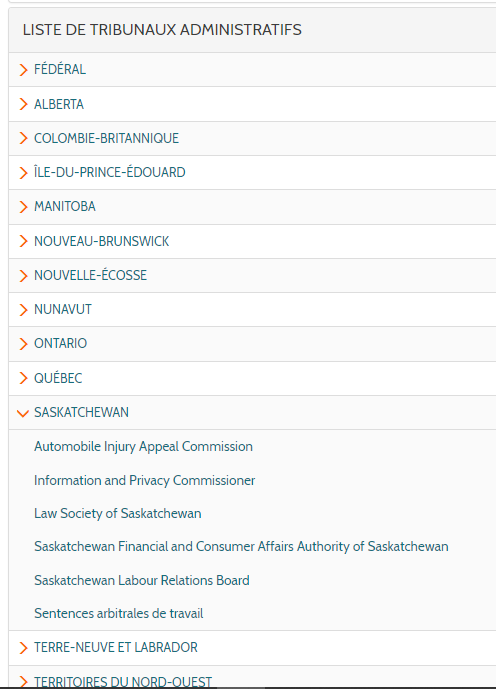 LISTE DE TRIBUNAUX ADMINISTRATIFS
FÉDÉRAL
ALBERTA
COLOMBIE-BRITANNIQUE
ÎLE-DU-PRINCE-ÉDOUARD
MANITOBA
NOUVEAU-BRUNSWICK
NOUVELLE-ÉCOSSE
NUNAVUT
ONTARIO
QUÉBEC
SASKATCHEWAN
Automobile Injury Appeal Commission
Information and Privacy Commissioner
Law Society of Saskatchewan
Saskatchewan Financial and Consumer Affairs Authority of Saskatchewan
Saskatchewan Labour Relations Board
Sentences arbitrales de travail
TERRE-NEUVE ET LABRADOR
TERRITOIRES DU NORD-OUEST